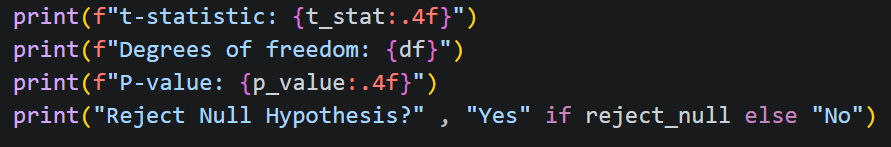 print(f"t-statistic: {t_stat:.4f}")
print(f"Degrees of freedom: {df}")
print(f"P-value: {p_value:.4f}")
print("Reject Null Hypothesis?" , "Yes" if reject_null else "No")